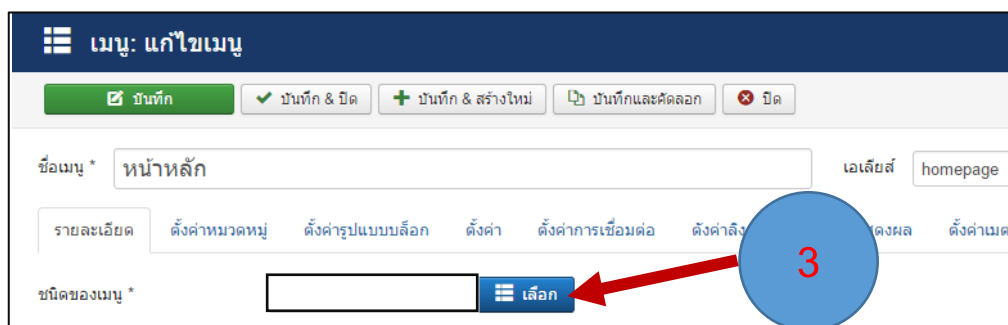 เมนู: แก้ไขเมนู
บันทึก บันทึก & ปิด บันทึก & สร้างใหม่ บันทึกและคัดลอก ปิด
ชื่อเมนู * หน้าหลัก เอเลียส์ homepage
รายละเอียด ตั้งค่าหมวดหมู่ ตั้งค่ารูปแบบบล็อก ตั้งค่า ตั้งค่าการเชื่อมต่อ
3
ชนิดของเมนู * เลือก